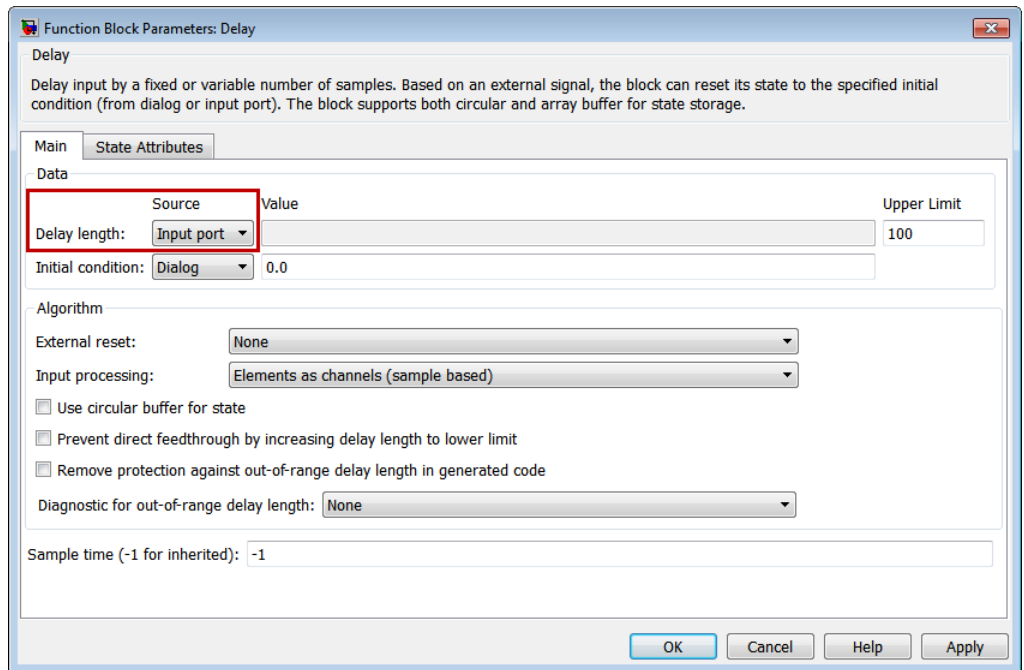 Function Block Parameters: Delay
Delay
Delay input by a fixed or variable number of samples. Based on an external signal, the block can reset its state to the specified initial
condition (from dialog or input port). The block supports both circular and array buffer for state storage.
Main State Attributes
Data
Source Value Upper Limit
Delay length: Input port 100
Initial condition: Dialog 0.0
Algorithm
External reset: None
Input processing: Elements as channels (sample based)
Use circular buffer for state
Prevent direct feedthrough by increasing delay length to lower limit
Remove protection against out-of-range delay length in generated code
Diagnostic for out-of-range delay length: None
Sample time (-1 for inherited): -1
OK Cancel Help Apply